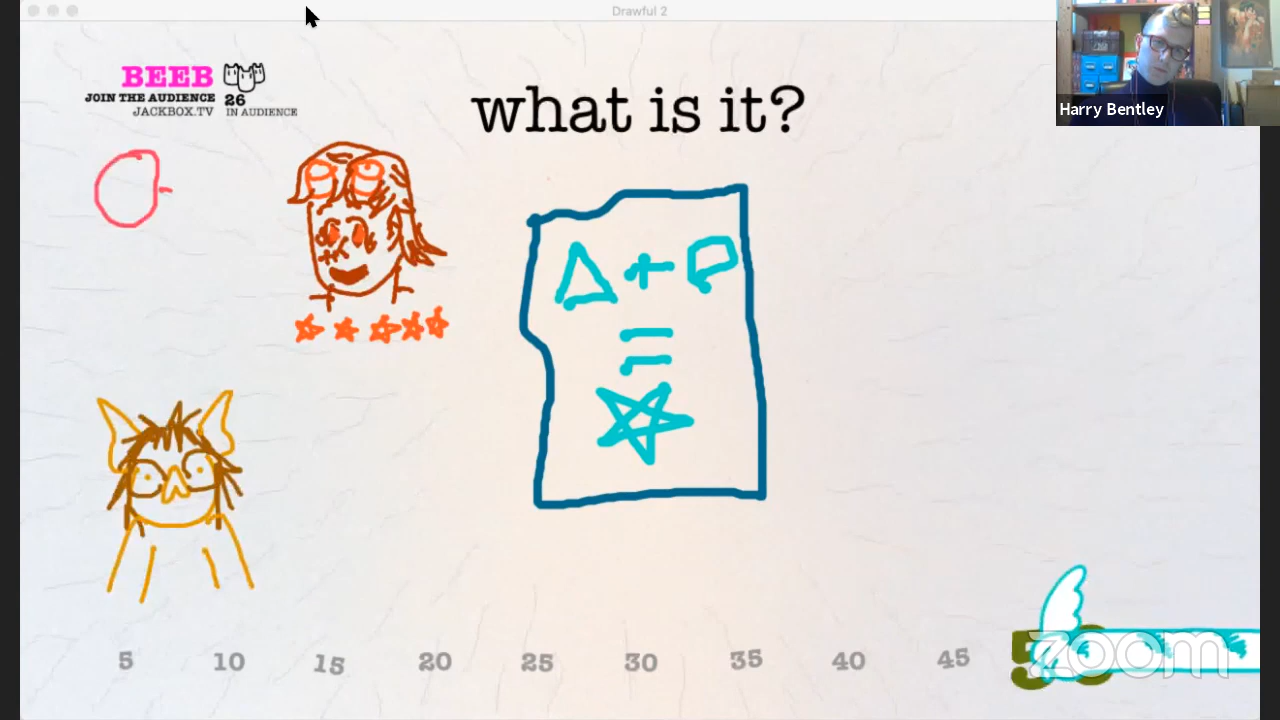 Drawful 2
BEEB
JOIN THE AUDIENCE
JACKBOX.TV
26
IN AUDIENCE
what is it?
Harry Bentley
+
=
5 10 15 20 25 30 35 40 45
zoom